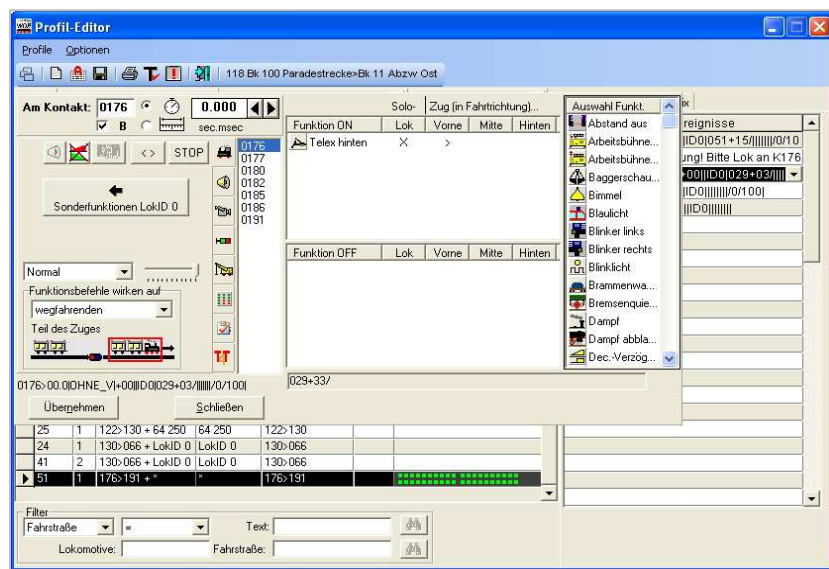 Profil-Editor
Profile Optionen
118 Bk 100 Paradestrecke>Bk 11 Abzw Ost
Am Kontakt: 0176 0.000
B sec.msec
<> STOP
Sonderfunktionen LokID 0
Normal
Funktionsbefehle wirken auf
wegfahrenden
Teil des Zuges
0176
0177
0180
0182
0185
0186
0191
Solo- Zug (in Fahrtrichtung)...
Funktion ON Lok Vorne Mitte Hinten
Telex hinten X >
Funktion OFF Lok Vorne Mitte Hinten
Auswahl Funkt.
Abstand aus
Arbeitsbühne...
Arbeitsbühne...
Baggerschau...
Bimmel
Blaulicht
Blinker links
Blinker rechts
Blinklicht
Brammenwa...
Bremsenquie...
Dampf
Dampf abbla...
Dec.-Verzög...
ix
reignisse
||ID0|051+15/|||||||/0/10
ung! Bitte Lok an K176
+00|||ID0|029+03/||||
||ID0||||||||/0/100|
|||ID0||||||||
0176>00.0|OHNE_V|+00|||ID0|029+03/||||||/0/100|
029+33/
Übernehmen Schließen
25 1 122>130 + 64 250 64 250 122>130
24 1 130>066 + LokID 0 LokID 0 130>066
41 2 130>066 + LokID 0 LokID 0 130>066
51 1 176>191 + * * 176>191
Filter
Fahrstraße = Text:
Lokomotive: Fahrstraße: